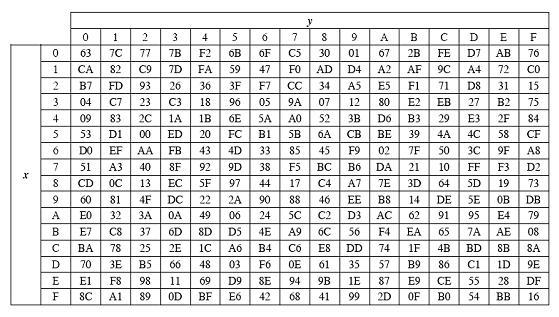 y
0 1 2 3 4 5 6 7 8 9 A B C D E F
0 63 7C 77 7B F2 6B 6F C5 30 01 67 2B FE D7 AB 76
1 CA 82 C9 7D FA 59 47 F0 AD D4 A2 AF 9C A4 72 C0
2 B7 FD 93 26 36 3F F7 CC 34 A5 E5 F1 71 D8 31 15
3 04 C7 23 C3 18 96 05 9A 07 12 80 E2 EB 27 B2 75
4 09 83 2C 1A 1B 6E 5A A0 52 3B D6 B3 29 E3 2F 84
5 53 D1 00 ED 20 FC B1 5B 6A CB BE 39 4A 4C 58 CF
6 D0 EF AA FB 43 4D 33 85 45 F9 02 7F 50 3C 9F A8
x 7 51 A3 40 8F 92 9D 38 F5 BC B6 DA 21 10 FF F3 D2
8 CD 0C 13 EC 5F 97 44 17 C4 A7 7E 3D 64 5D 19 73
9 60 81 4F DC 22 2A 90 88 46 EE B8 14 DE 5E 0B DB
A E0 32 3A 0A 49 06 24 5C C2 D3 AC 62 91 95 E4 79
B E7 C8 37 6D 8D D5 4E A9 6C 56 F4 EA 65 7A AE 08
C BA 78 25 2E 1C A6 B4 C6 E8 DD 74 1F 4B BD 8B 8A
D 70 3E B5 66 48 03 F6 0E 61 35 57 B9 86 C1 1D 9E
E E1 F8 98 11 69 D9 8E 94 9B 1E 87 E9 CE 55 28 DF
F 8C A1 89 0D BF E6 42 68 41 99 2D 0F B0 54 BB 16